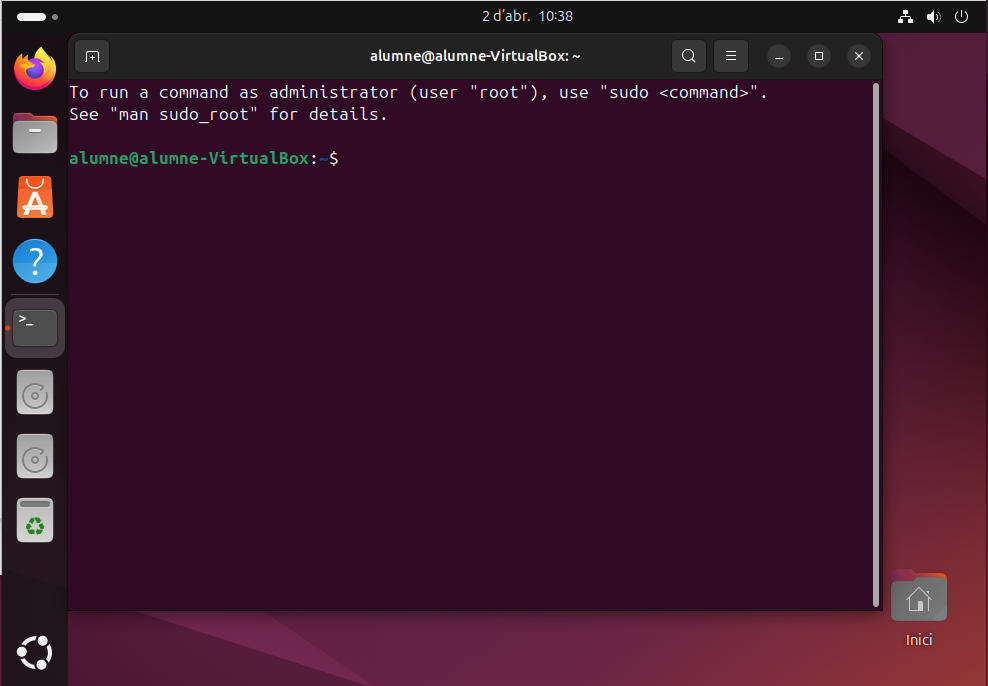 2 d'abr. 10:38
alumne@alumne-VirtualBox: ~
To run a command as administrator (user "root"), use "sudo <command>".
See "man sudo_root" for details.
alumne@alumne-VirtualBox:~$
Inici